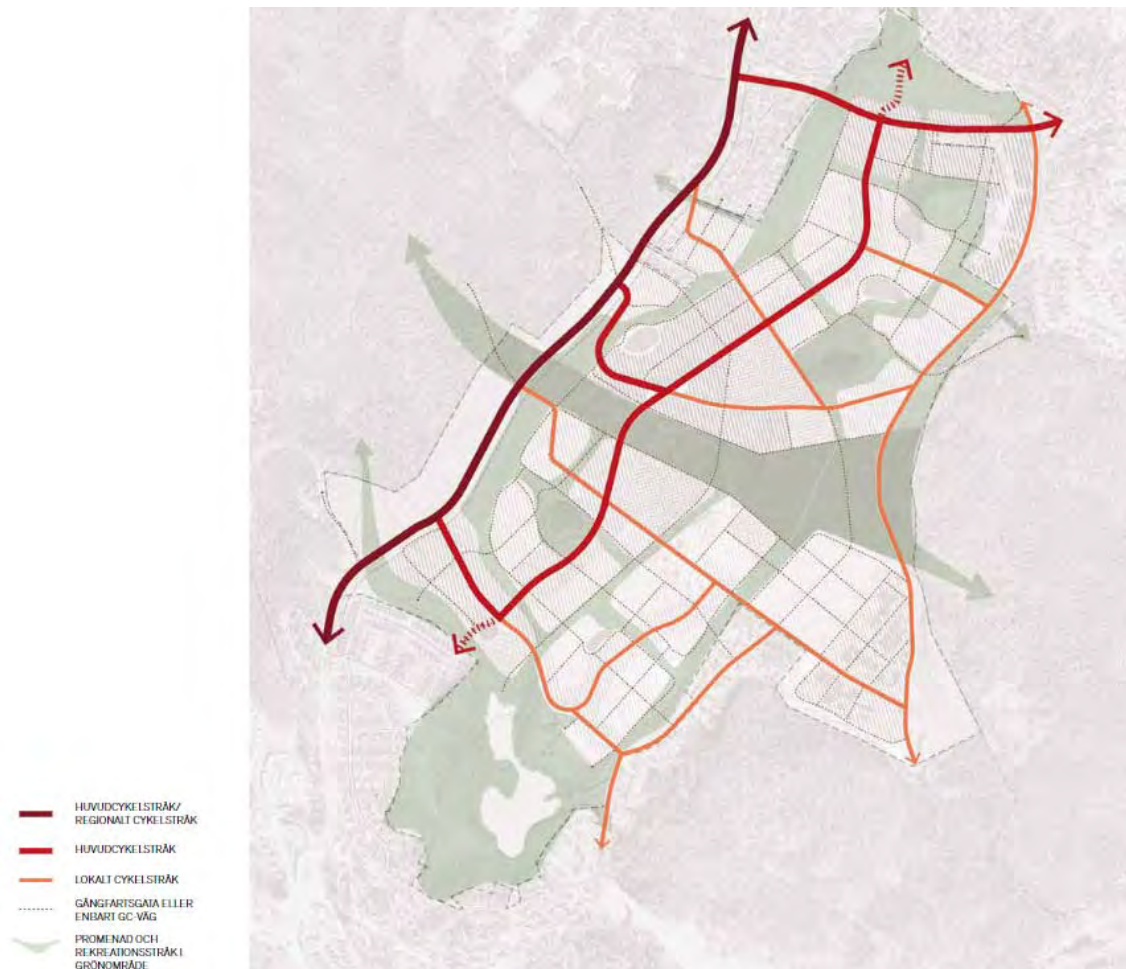 HUVUDCYKELSTRÅK/
REGIONALT CYKELSTRÅK
HUVUDCYKELSTRÅK
LOKALT CYKELSTRÅK
GÅNGFARTSGATA ELLER
ENBART GC-VÄG
PROMENAD OCH
REKREATIONSSTRÅK I
GRÖNOMRÅDE